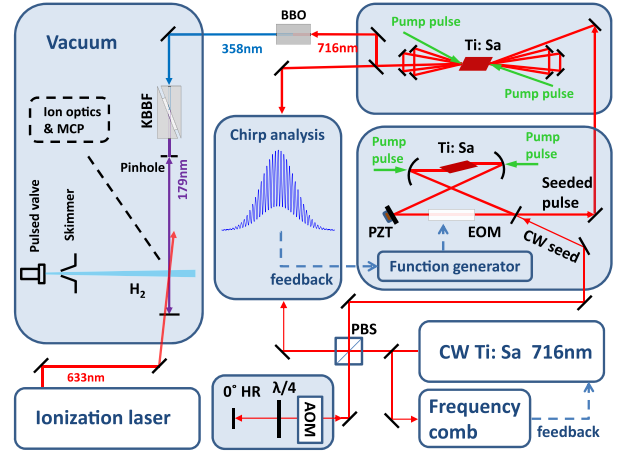 Vacuum
BBO
358nm
716nm
Pump pulse
Ti: Sa
Pump pulse
KBBF
Ion optics
& MCP
Pinhole
179nm
Pulsed valve
Skimmer
H2
633nm
Ionization laser
Chirp analysis
feedback
Pump
pulse
Ti: Sa
Pump
pulse
Seeded
pulse
PZT
EOM
CW seed
Function generator
PBS
CW Ti: Sa 716nm
0° HR
λ/4
AOM
Frequency
comb
feedback